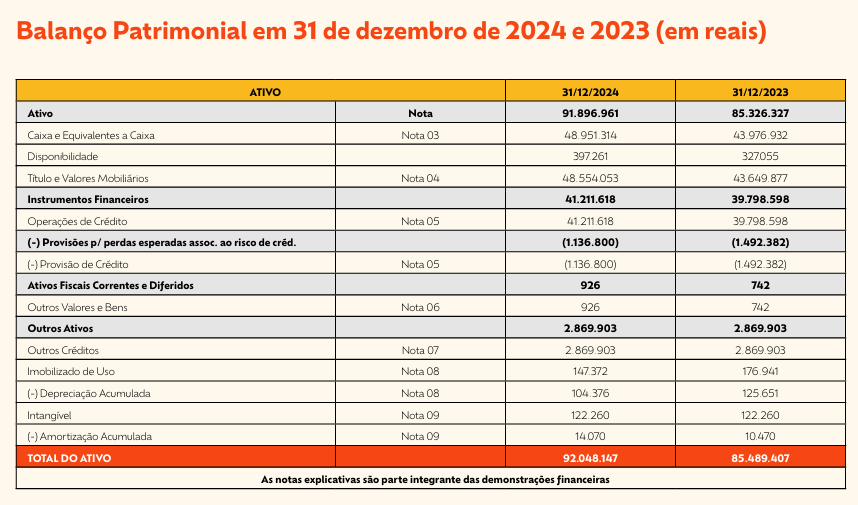 Balanço Patrimonial em 31 de dezembro de 2024 e 2023 (em reais)
ATIVO 31/12/2024 31/12/2023
Ativo Nota 91.896.961 85.326.327
Caixa e Equivalentes a Caixa Nota 03 48.951.314 43.976.932
Disponibilidade 397.261 327.055
Título e Valores Mobiliários Nota 04 48.554.053 43.649.877
Instrumentos Financeiros 41.211.618 39.798.598
Operações de Crédito Nota 05 41.211.618 39.798.598
(-) Provisões p/ perdas esperadas assoc. ao risco de créd. (1.136.800) (1.492.382)
(-) Provisão de Crédito Nota 05 (1.136.800) (1.492.382)
Ativos Fiscais Correntes e Diferidos 926 742
Outros Valores e Bens Nota 06 926 742
Outros Ativos 2.869.903 2.869.903
Outros Créditos Nota 07 2.869.903 2.869.903
Imobilizado de Uso Nota 08 147.372 176.941
(-) Depreciação Acumulada Nota 08 104.376 125.651
Intangível Nota 09 122.260 122.260
(-) Amortização Acumulada Nota 09 14.070 10.470
TOTAL DO ATIVO 92.048.147 85.489.407
As notas explicativas são parte integrante das demonstrações financeiras